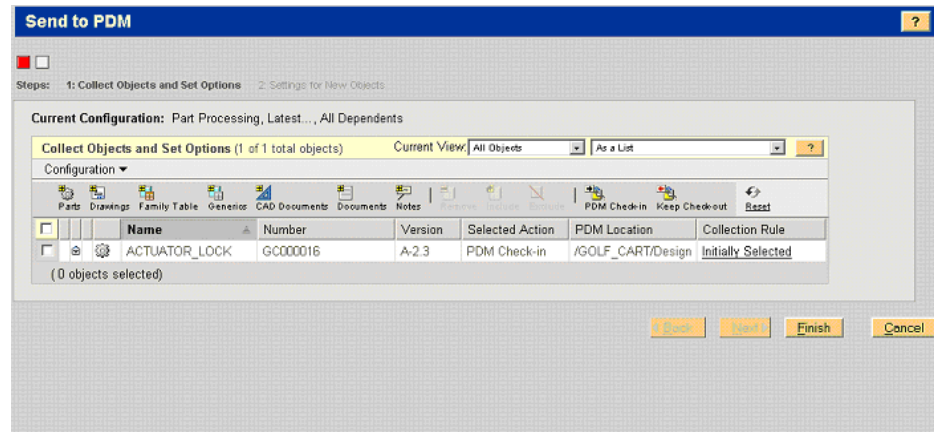 Send to PDM ?
Steps: 1: Collect Objects and Set Options 2: Settings for New Objects
Current Configuration: Part Processing, Latest..., All Dependents
Collect Objects and Set Options (1 of 1 total objects) Current View: All Objects As a List ?
Configuration
Parts Drawings Family Table Generics CAD Documents Documents Notes Remove Include Exclude PDM Check-in Keep Check-out Reset
Name Number Version Selected Action PDM Location Collection Rule
ACTUATOR_LOCK GC000016 A-2.3 PDM Check-in /GOLF_CART/Design Initially Selected
(0 objects selected)
Back Next Finish Cancel